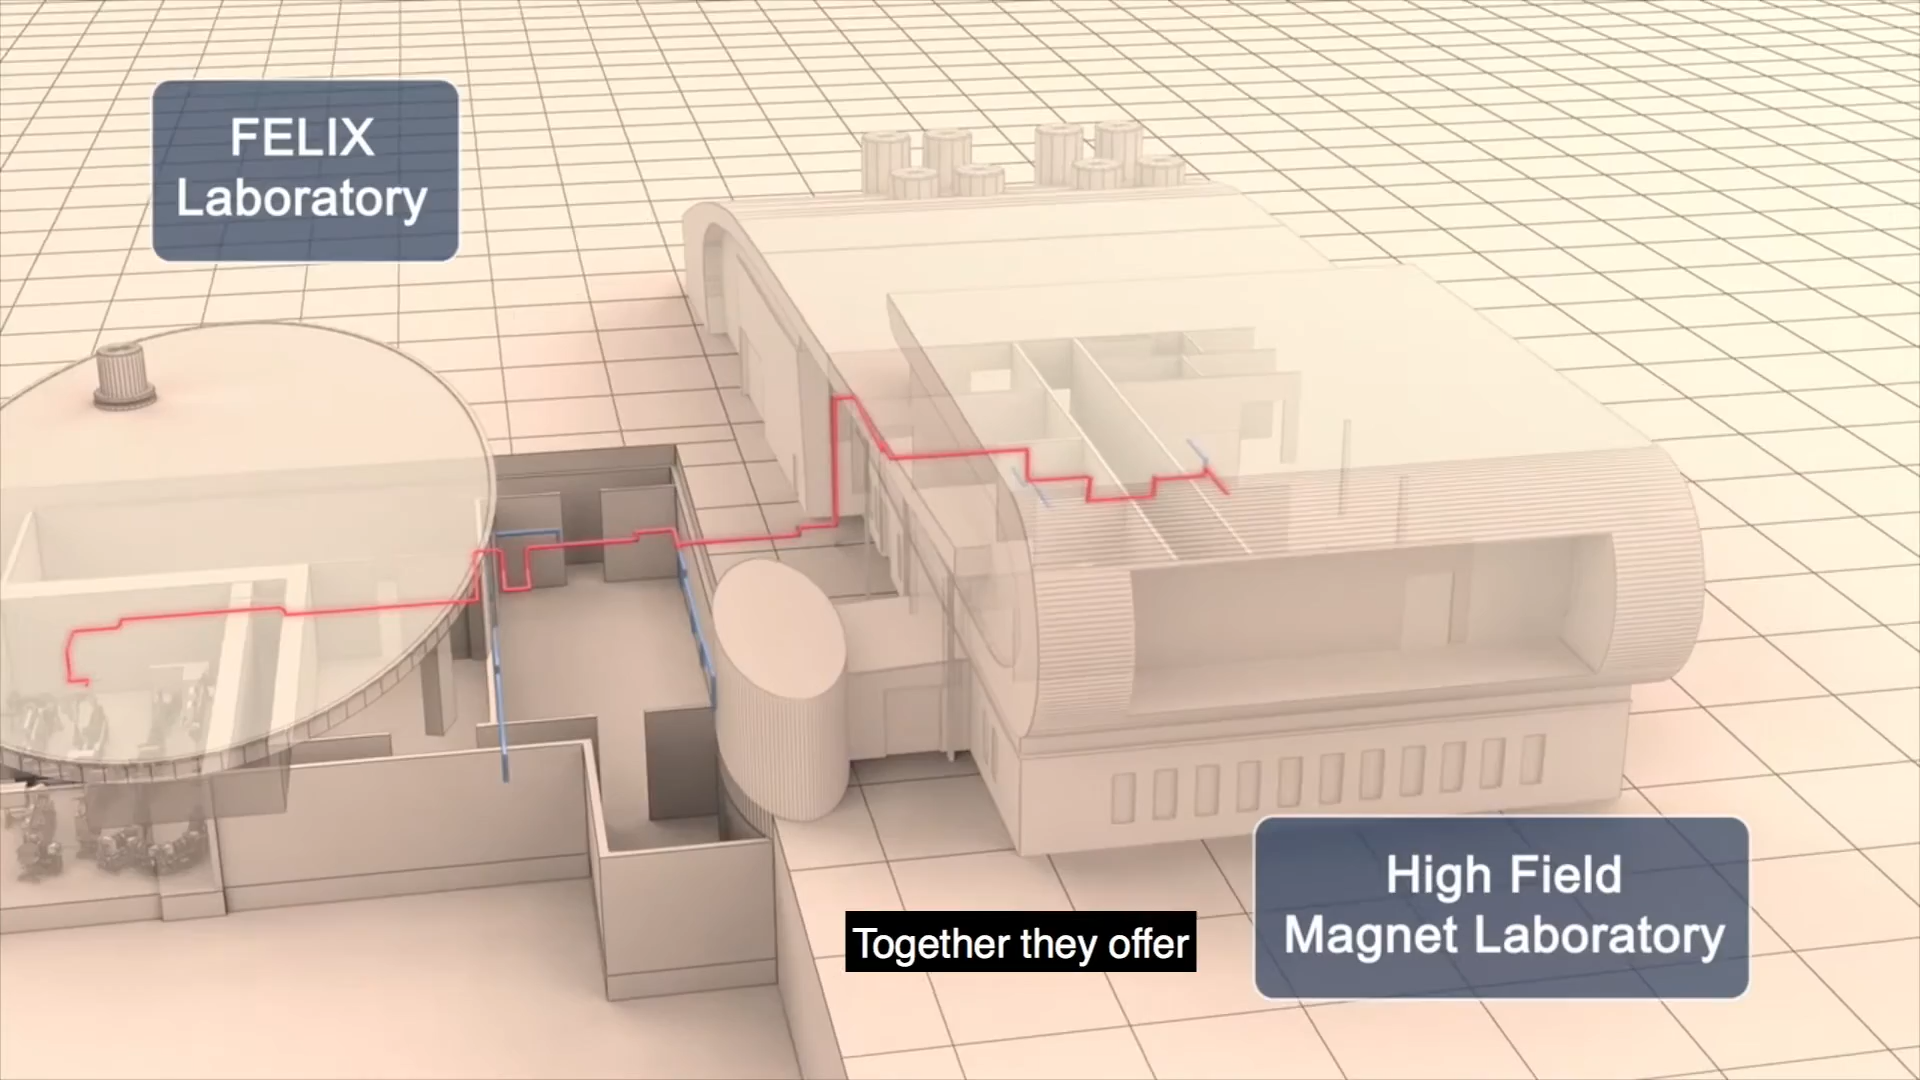 FELIX
Laboratory
High Field
Magnet Laboratory
Together they offer